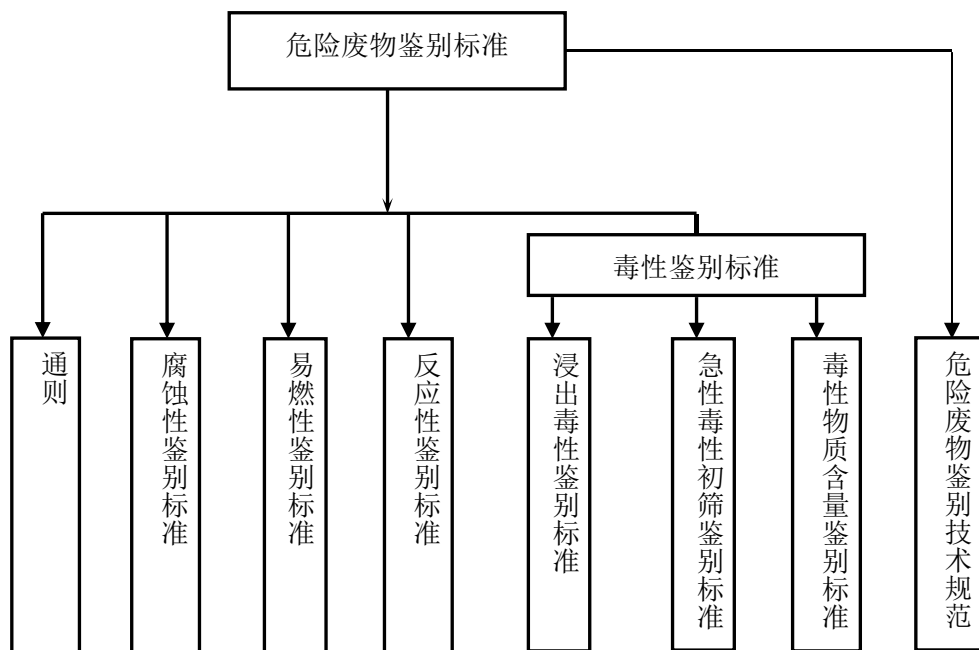 危险废物鉴别标准
毒性鉴别标准
通则
腐蚀性鉴别标准
易燃性鉴别标准
反应性鉴别标准
浸出毒性鉴别标准
急性毒性初筛鉴别标准
毒性物质含量鉴别标准
危险废物鉴别技术规范